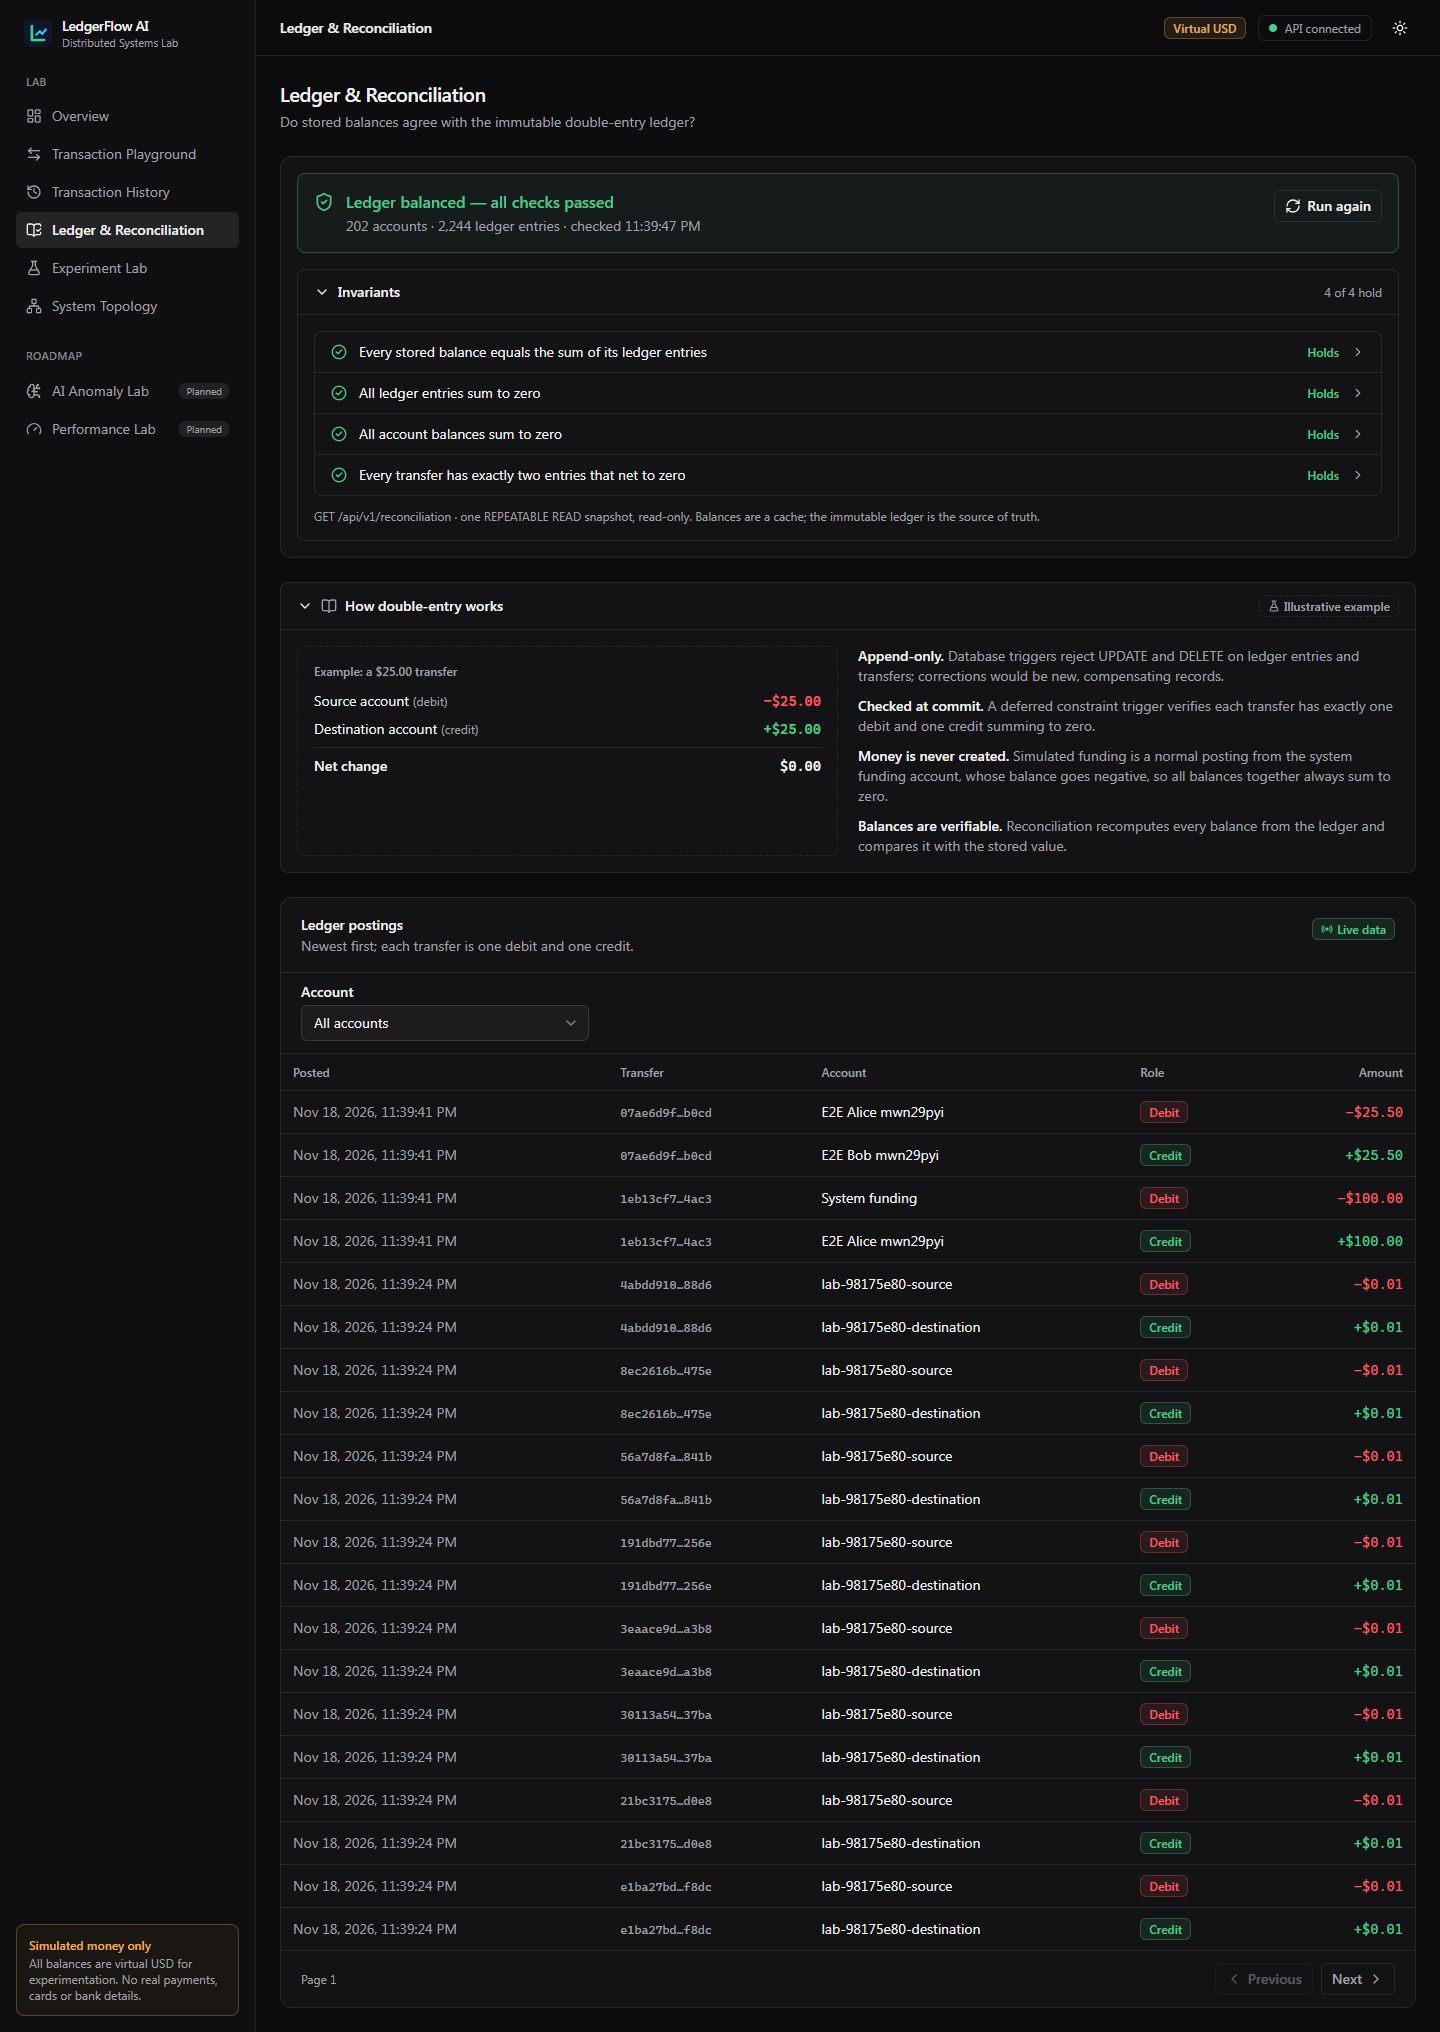 LedgerFlow AI
Distributed Systems Lab
LAB
Overview
Transaction Playground
Transaction History
Ledger & Reconciliation
Experiment Lab
System Topology
ROADMAP
AI Anomaly Lab Planned
Performance Lab Planned
Simulated money only
All balances are virtual USD for
experimentation. No real payments,
cards or bank details.
Ledger & Reconciliation Virtual USD API connected
Ledger & Reconciliation
Do stored balances agree with the immutable double-entry ledger?
Ledger balanced — all checks passed
202 accounts · 2,244 ledger entries · checked 11:39:47 PM
Run again
Invariants 4 of 4 hold
Every stored balance equals the sum of its ledger entries Holds
All ledger entries sum to zero Holds
All account balances sum to zero Holds
Every transfer has exactly two entries that net to zero Holds
GET /api/v1/reconciliation · one REPEATABLE READ snapshot, read-only. Balances are a cache; the immutable ledger is the source of truth.
How double-entry works Illustrative example
Example: a $25.00 transfer
Source account (debit) −$25.00
Destination account (credit) +$25.00
Net change $0.00
Append-only. Database triggers reject UPDATE and DELETE on ledger entries and
transfers; corrections would be new, compensating records.
Checked at commit. A deferred constraint trigger verifies each transfer has exactly one
debit and one credit summing to zero.
Money is never created. Simulated funding is a normal posting from the system
funding account, whose balance goes negative, so all balances together always sum to
zero.
Balances are verifiable. Reconciliation recomputes every balance from the ledger and
compares it with the stored value.
Ledger postings
Newest first; each transfer is one debit and one credit.
Live data
Account
All accounts
Posted Transfer Account Role Amount
Nov 18, 2026, 11:39:41 PM 07ae6d9f…b0cd E2E Alice mwn29pyi Debit −$25.50
Nov 18, 2026, 11:39:41 PM 07ae6d9f…b0cd E2E Bob mwn29pyi Credit +$25.50
Nov 18, 2026, 11:39:41 PM 1eb13cf7…4ac3 System funding Debit −$100.00
Nov 18, 2026, 11:39:41 PM 1eb13cf7…4ac3 E2E Alice mwn29pyi Credit +$100.00
Nov 18, 2026, 11:39:24 PM 4abdd910…88d6 lab-98175e80-source Debit −$0.01
Nov 18, 2026, 11:39:24 PM 4abdd910…88d6 lab-98175e80-destination Credit +$0.01
Nov 18, 2026, 11:39:24 PM 8ec2616b…475e lab-98175e80-source Debit −$0.01
Nov 18, 2026, 11:39:24 PM 8ec2616b…475e lab-98175e80-destination Credit +$0.01
Nov 18, 2026, 11:39:24 PM 56a7d8fa…841b lab-98175e80-source Debit −$0.01
Nov 18, 2026, 11:39:24 PM 56a7d8fa…841b lab-98175e80-destination Credit +$0.01
Nov 18, 2026, 11:39:24 PM 191dbd77…256e lab-98175e80-source Debit −$0.01
Nov 18, 2026, 11:39:24 PM 191dbd77…256e lab-98175e80-destination Credit +$0.01
Nov 18, 2026, 11:39:24 PM 3eaace9d…a3b8 lab-98175e80-source Debit −$0.01
Nov 18, 2026, 11:39:24 PM 3eaace9d…a3b8 lab-98175e80-destination Credit +$0.01
Nov 18, 2026, 11:39:24 PM 30113a54…37ba lab-98175e80-source Debit −$0.01
Nov 18, 2026, 11:39:24 PM 30113a54…37ba lab-98175e80-destination Credit +$0.01
Nov 18, 2026, 11:39:24 PM 21bc3175…d0e8 lab-98175e80-source Debit −$0.01
Nov 18, 2026, 11:39:24 PM 21bc3175…d0e8 lab-98175e80-destination Credit +$0.01
Nov 18, 2026, 11:39:24 PM e1ba27bd…f8dc lab-98175e80-source Debit −$0.01
Nov 18, 2026, 11:39:24 PM e1ba27bd…f8dc lab-98175e80-destination Credit +$0.01
Page 1 Previous Next